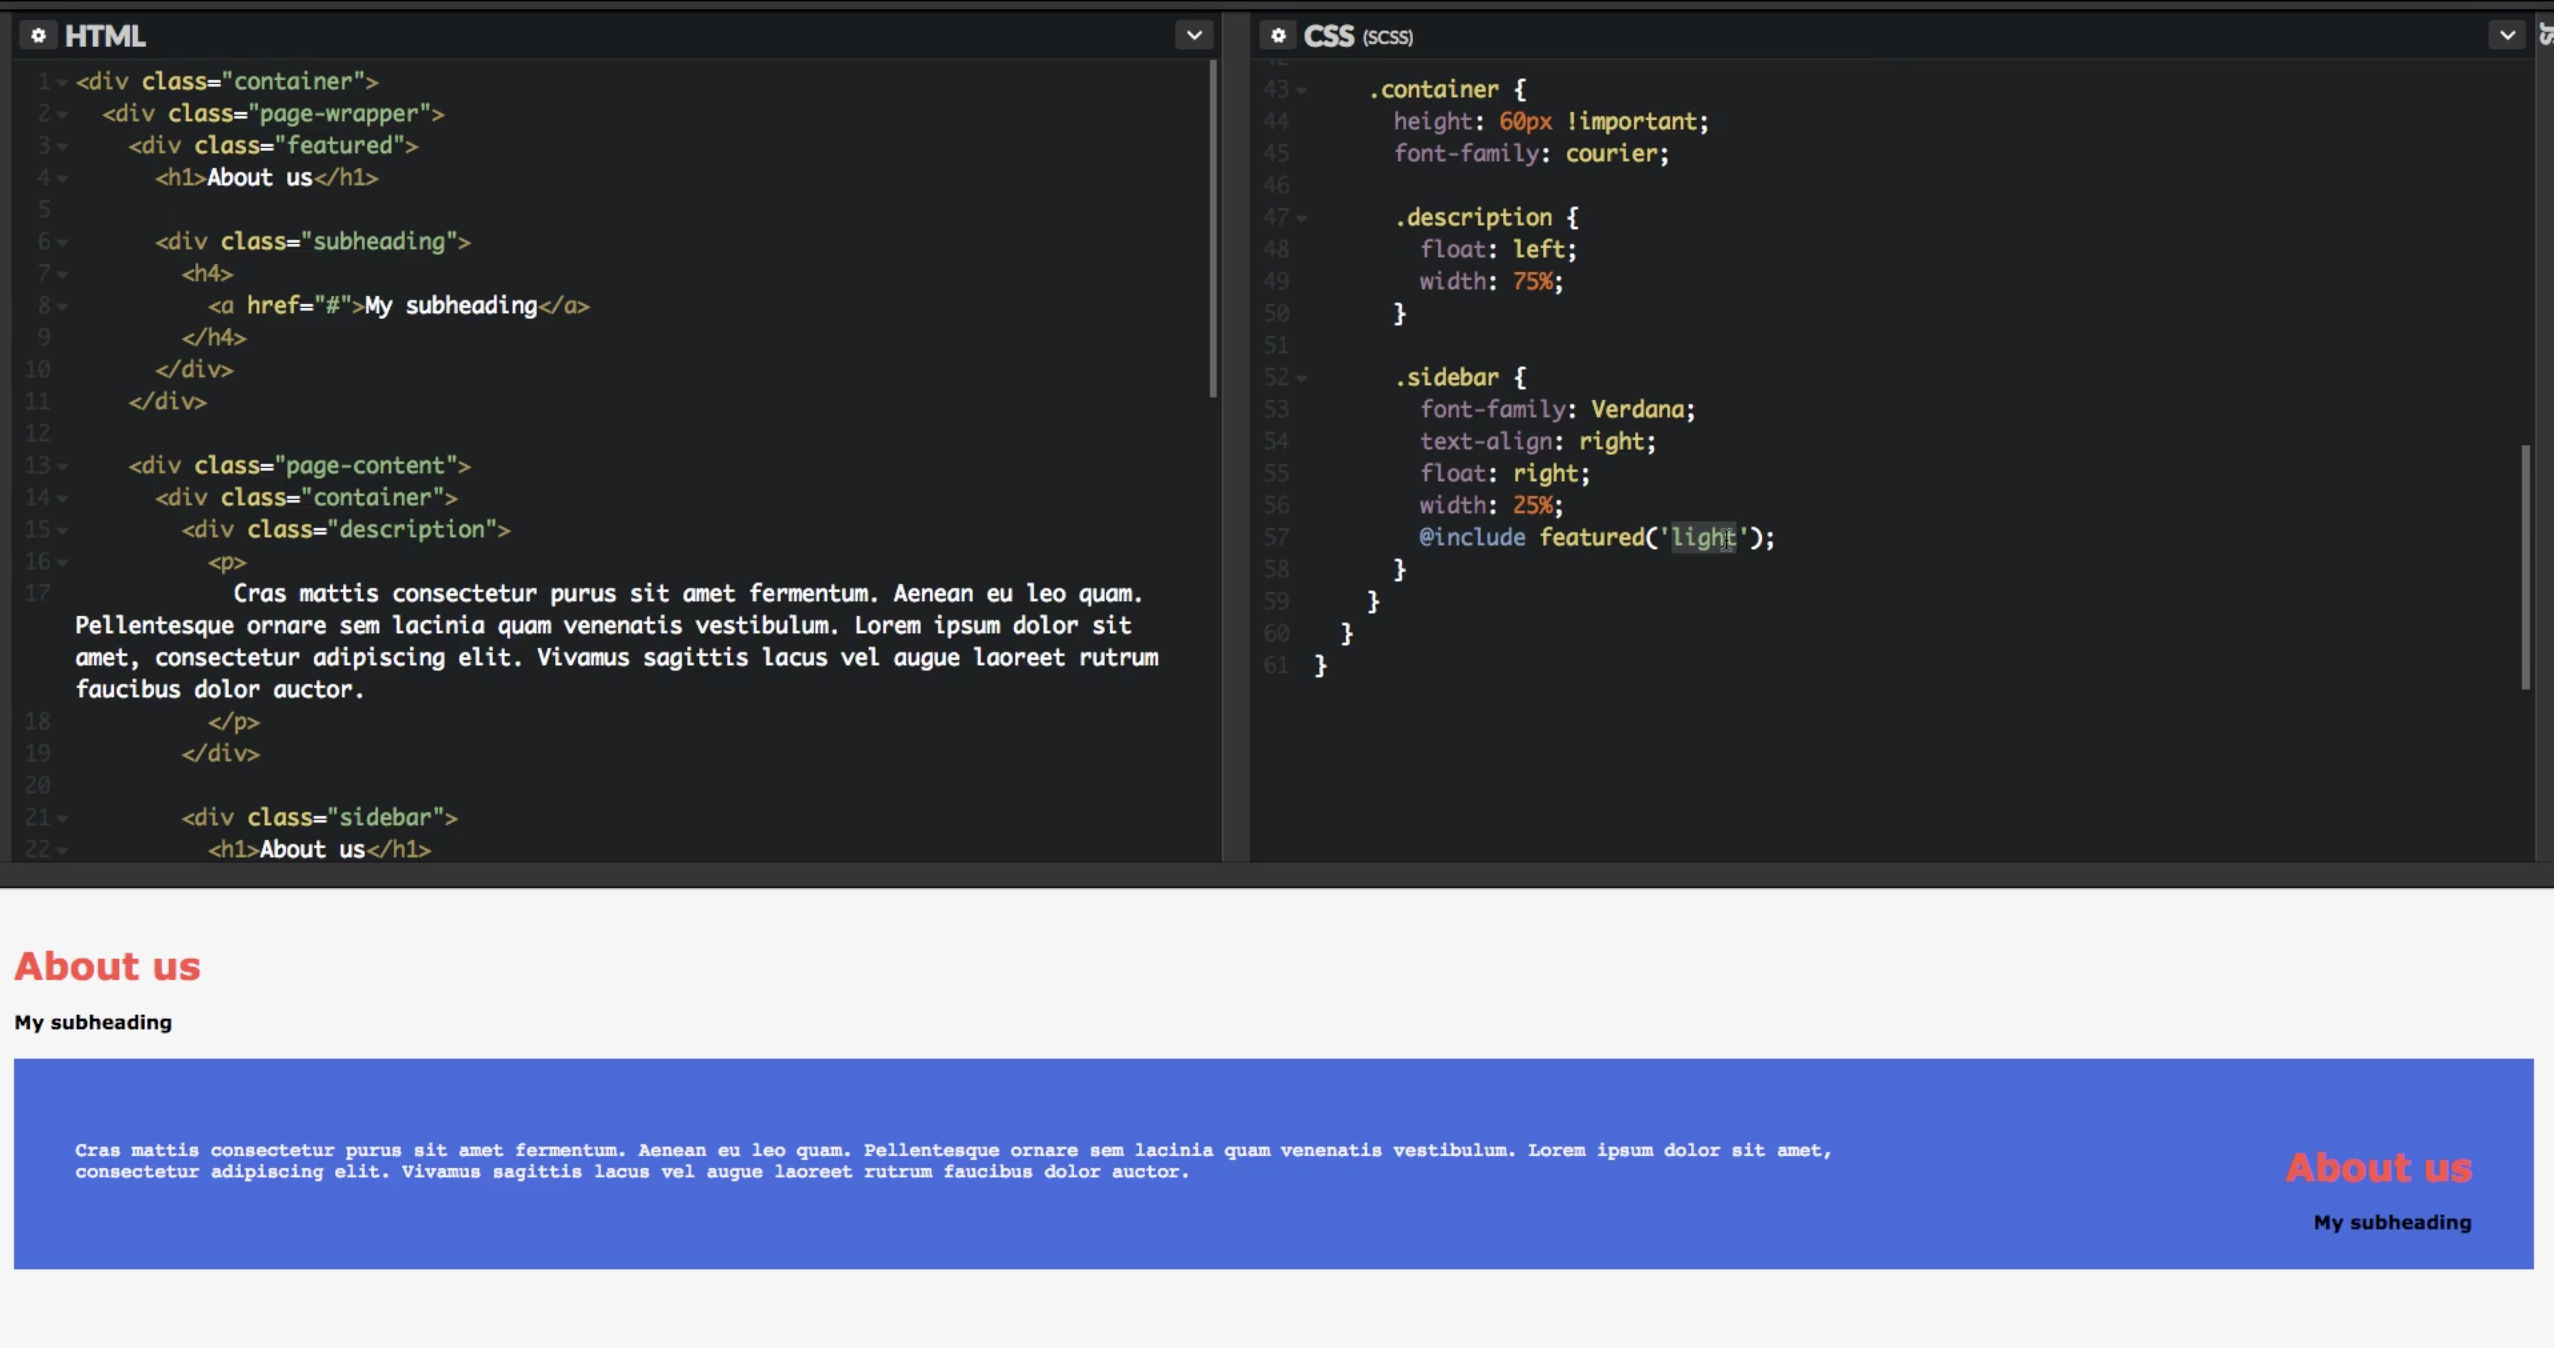 HTML
1 <div class="container">
2 <div class="page-wrapper">
3 <div class="featured">
4 <h1>About us</h1>
5
6 <div class="subheading">
7 <h4>
8 <a href="#">My subheading</a>
9 </h4>
10 </div>
11 </div>
12
13 <div class="page-content">
14 <div class="container">
15 <div class="description">
16 <p>
17 Cras mattis consectetur purus sit amet fermentum. Aenean eu leo quam.
Pellentesque ornare sem lacinia quam venenatis vestibulum. Lorem ipsum dolor sit
amet, consectetur adipiscing elit. Vivamus sagittis lacus vel augue laoreet rutrum
faucibus dolor auctor.
18 </p>
19 </div>
20
21 <div class="sidebar">
22 <h1>About us</h1>
CSS (SCSS)
43 .container {
44 height: 60px !important;
45 font-family: courier;
46
47 .description {
48 float: left;
49 width: 75%;
50 }
51
52 .sidebar {
53 font-family: Verdana;
54 text-align: right;
55 float: right;
56 width: 25%;
57 @include featured('light');
58 }
59 }
60 }
61 }
About us
My subheading
Cras mattis consectetur purus sit amet fermentum. Aenean eu leo quam. Pellentesque ornare sem lacinia quam venenatis vestibulum. Lorem ipsum dolor sit amet,
consectetur adipiscing elit. Vivamus sagittis lacus vel augue laoreet rutrum faucibus dolor auctor.
About us
My subheading